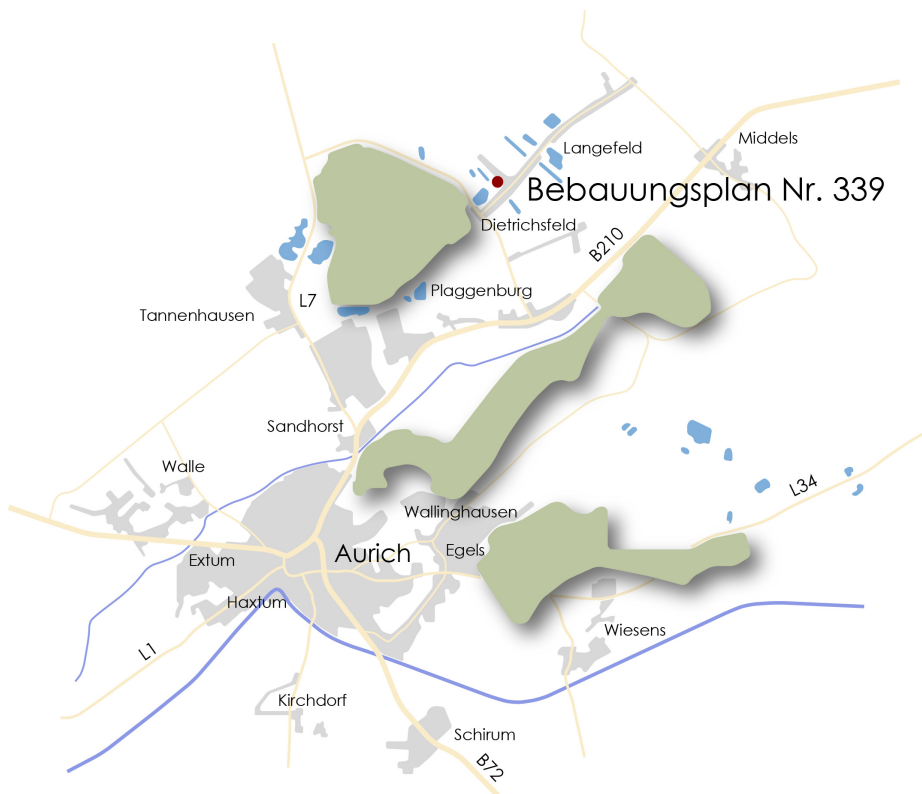 Middels
Langefeld
Bebauungsplan Nr. 339
Dietrichsfeld
B210
Plaggenburg
L7
Tannenhausen
Sandhorst
Walle
L34
Wallinghausen
Aurich
Egels
Extum
Haxtum
Wiesens
L1
Kirchdorf
Schirum
B72